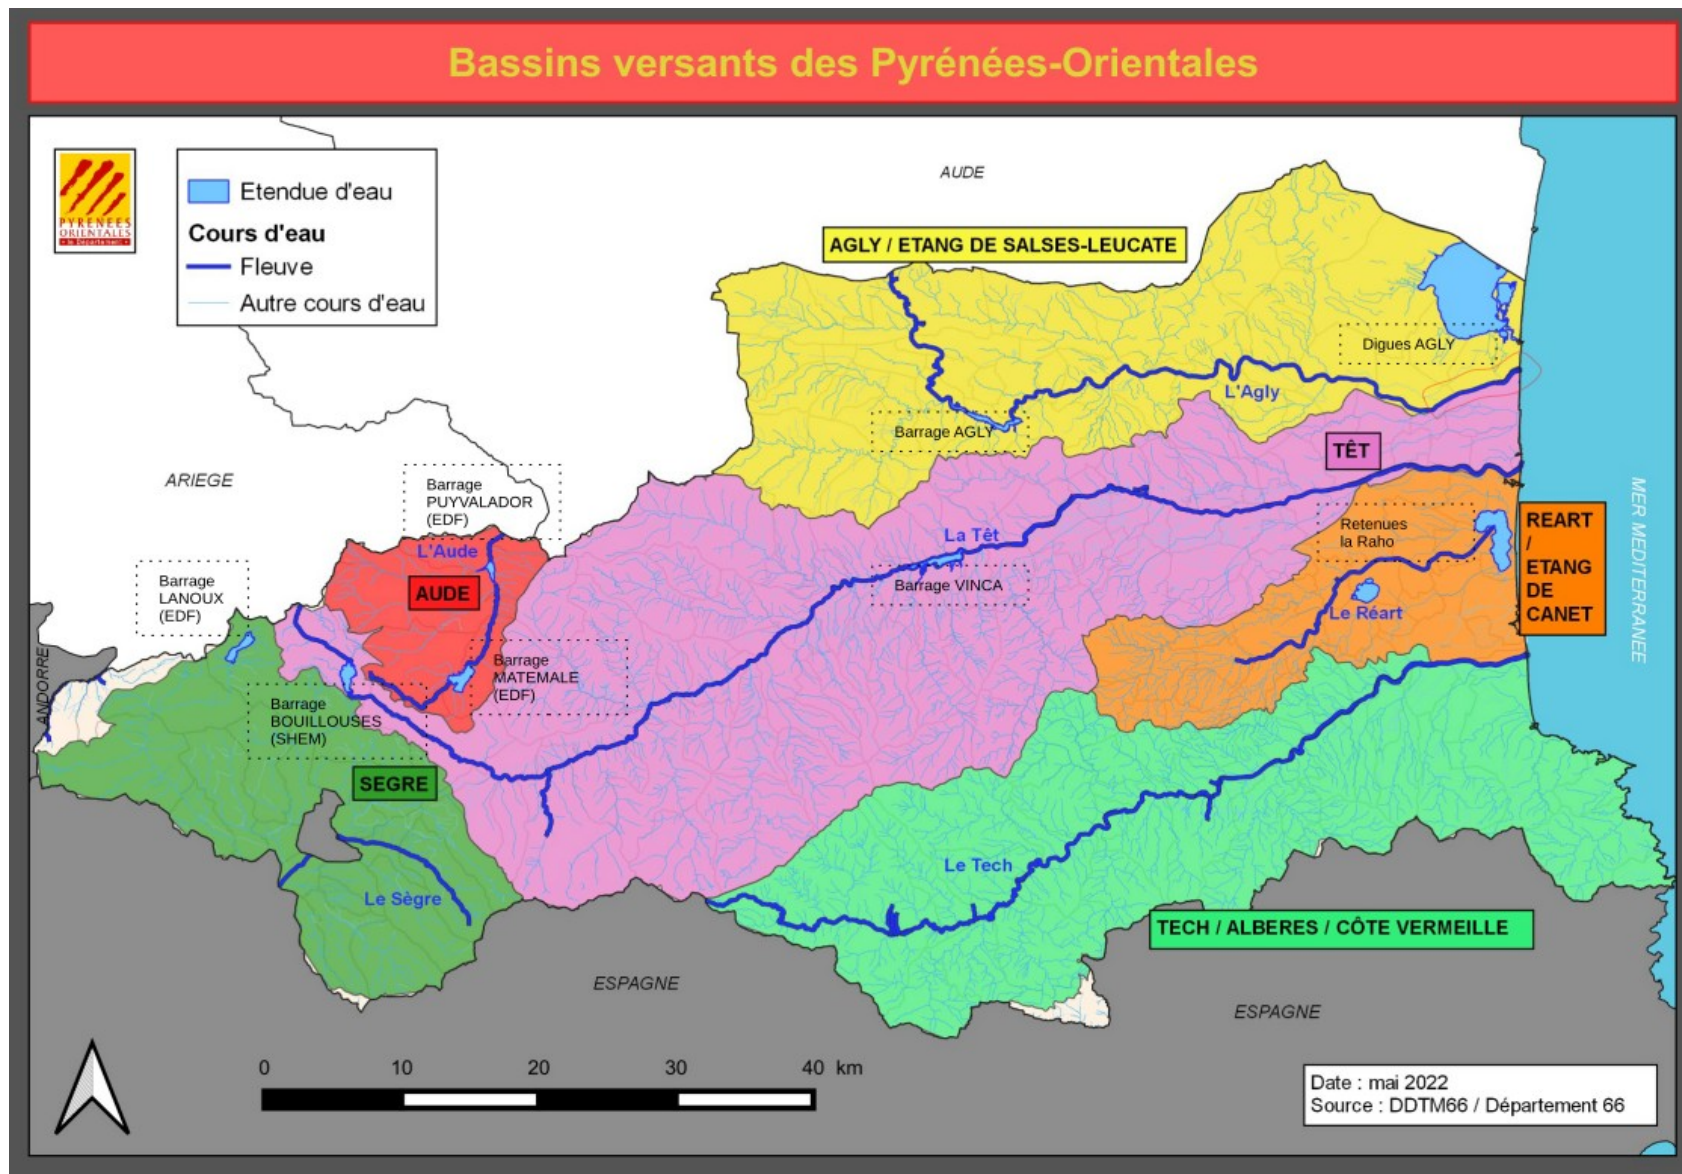 Bassins versants des Pyrénées-Orientales
PYRENEES
ORIENTALES
le Département
Etendue d'eau
Cours d'eau
Fleuve
Autre cours d'eau
AUDE
AGLY / ETANG DE SALSES-LEUCATE
Digues AGLY
L'Agly
Barrage AGLY
TÊT
ARIEGE
Barrage
PUYVALADOR
(EDF)
L'Aude
AUDE
La Têt
Barrage VINCA
Retenues
la Raho
REART
/
ETANG
DE
CANET
MER MEDITERRANEE
Barrage
LANOUX
(EDF)
Le Réart
ANDORRE
Barrage
MATEMALE
(EDF)
Barrage
BOUILLOUSES
(SHEM)
SEGRE
Le Sègre
Le Tech
TECH / ALBERES / CÔTE VERMEILLE
ESPAGNE
ESPAGNE
0 10 20 30 40 km
Date : mai 2022
Source : DDTM66 / Département 66